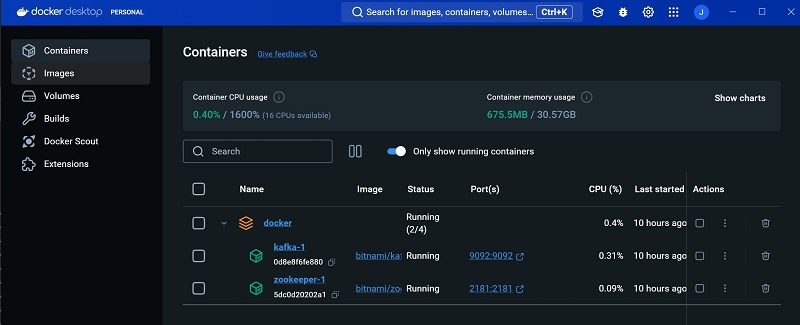 docker desktop PERSONAL
Search for images, containers, volumes... Ctrl+K
J
Containers
Images
Volumes
Builds
Docker Scout
Extensions
Containers Give feedback
Container CPU usage
0.40% / 1600% (16 CPUs available)
Container memory usage
675.5MB / 30.57GB
Show charts
Search
Only show running containers
Name Image Status Port(s) CPU (%) Last started Actions
docker Running (2/4) 0.4% 10 hours ago
kafka-1 bitnami/kaf Running 9092:9092 0.31% 10 hours ago
0d8e8f6fe880
zookeeper-1 bitnami/zoo Running 2181:2181 0.09% 10 hours ago
5dc0d20202a1